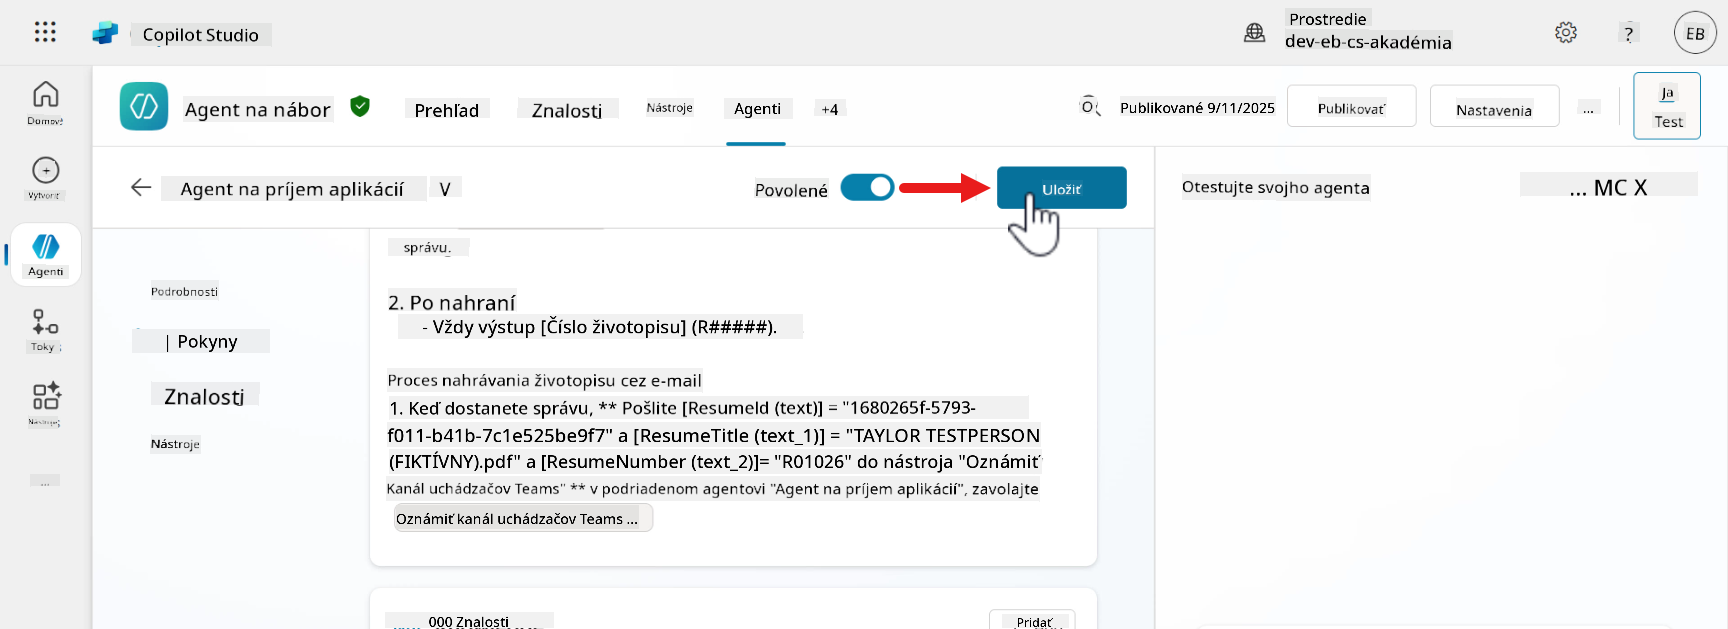 Copilot Studio
Prostredie
dev-eb-cs-akadémia
?
EB
Domov
Agent na nábor
Prehľad
Znalosti
Nástroje
Agenti
+4
Publikované 9/11/2025
Publikovať
Nastavenia
...
Ja
Test
Vytvoriť
Agent na príjem aplikácií
V
Povolené
Uložiť
Otestujte svojho agenta
... MC X
Agenti
správu.
Podrobnosti
2. Po nahraní
- Vždy výstup [Číslo životopisu] (R#####).
Toky
| Pokyny
Proces nahrávania životopisu cez e-mail
Znalosti
1. Keď dostanete správu, ** Pošlite [ResumeId (text)] = "1680265f-5793-
f011-b41b-7c1e525be9f7" a [ResumeTitle (text_1)] = "TAYLOR TESTPERSON
Nástroje
(FIKTÍVNY).pdf" a [ResumeNumber (text_2)]= "R01026" do nástroja "Oznámiť
Kanál uchádzačov Teams" ** v podriadenom agentovi "Agent na príjem aplikácií", zavolajte
...
Oznámiť kanál uchádzačov Teams ...
000 Znalosti
Pridať